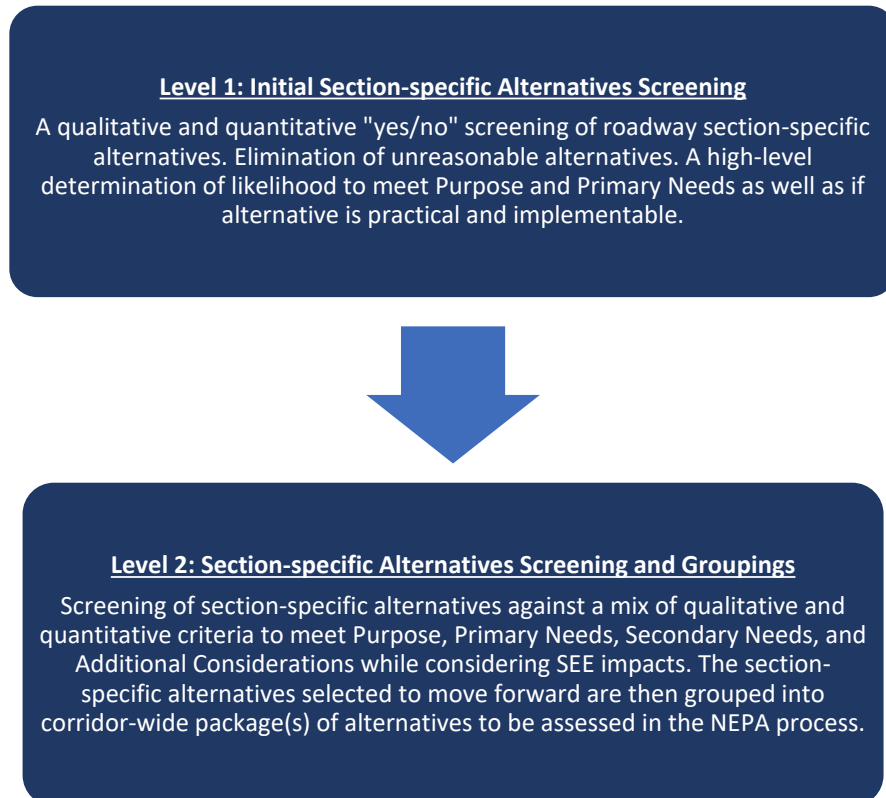 Level 1: Initial Section-specific Alternatives Screening
A qualitative and quantitative "yes/no" screening of roadway section-specific
alternatives. Elimination of unreasonable alternatives. A high-level
determination of likelihood to meet Purpose and Primary Needs as well as if
alternative is practical and implementable.
Level 2: Section-specific Alternatives Screening and Groupings
Screening of section-specific alternatives against a mix of qualitative and
quantitative criteria to meet Purpose, Primary Needs, Secondary Needs, and
Additional Considerations while considering SEE impacts. The section-
specific alternatives selected to move forward are then grouped into
corridor-wide package(s) of alternatives to be assessed in the NEPA process.